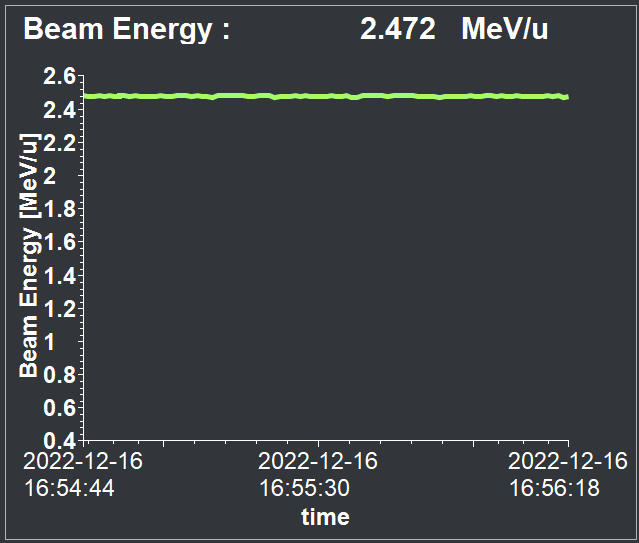 Beam Energy : 2.472 MeV/u
Beam Energy [MeV/u]
2.6
2.4
2.2
2
1.8
1.6
1.4
1.2
1
0.8
0.6
0.4
2022-12-16 2022-12-16 2022-12-16
16:54:44 16:55:30 16:56:18
time